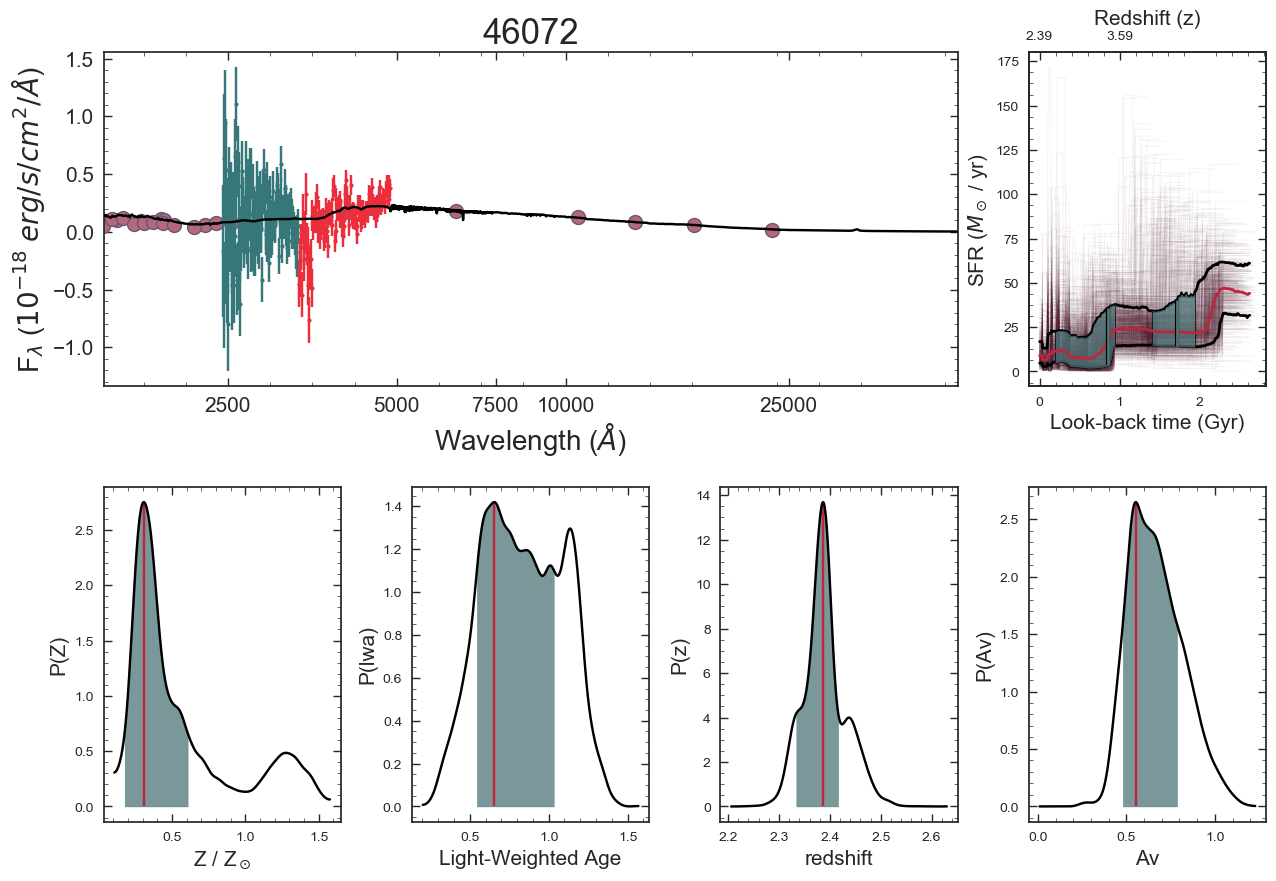 46072
1.5
1.0
0.5
0.0
−0.5
−1.0
F_λ (10^{−18} erg/s/cm^2/Å)
2500 5000 7500 10000 25000
Wavelength (Å)
Redshift (z)
2.39 3.59
175
150
125
100
75
50
25
0
SFR (M_⊙ / yr)
0 1 2
Look-back time (Gyr)
2.5
2.0
1.5
1.0
0.5
0.0
P(Z)
0.5 1.0 1.5
Z / Z_⊙
1.4
1.2
1.0
0.8
0.6
0.4
0.2
0.0
P(lwa)
0.5 1.0 1.5
Light-Weighted Age
14
12
10
8
6
4
2
0
P(z)
2.2 2.3 2.4 2.5 2.6
redshift
2.5
2.0
1.5
1.0
0.5
0.0
P(Av)
0.0 0.5 1.0
Av